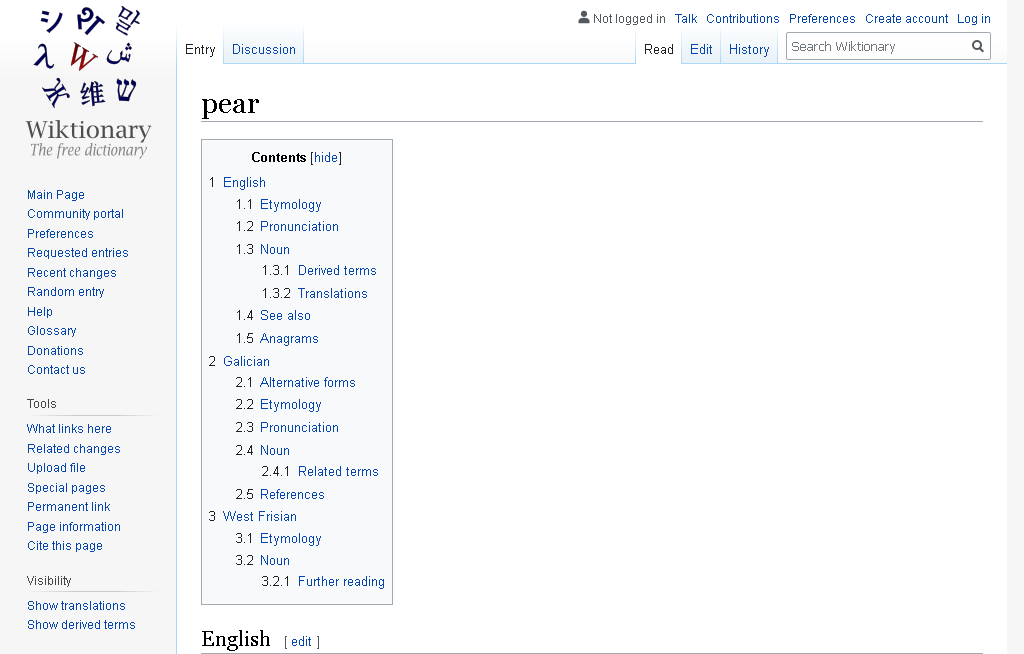 Not logged in Talk Contributions Preferences Create account Log in
Entry Discussion Read Edit History Search Wiktionary
シ 말
λ W ش
维 שׁ
Wiktionary
The free dictionary
Main Page
Community portal
Preferences
Requested entries
Recent changes
Random entry
Help
Glossary
Donations
Contact us
Tools
What links here
Related changes
Upload file
Special pages
Permanent link
Page information
Cite this page
Visibility
Show translations
Show derived terms
pear
Contents [hide]
1 English
1.1 Etymology
1.2 Pronunciation
1.3 Noun
1.3.1 Derived terms
1.3.2 Translations
1.4 See also
1.5 Anagrams
2 Galician
2.1 Alternative forms
2.2 Etymology
2.3 Pronunciation
2.4 Noun
2.4.1 Related terms
2.5 References
3 West Frisian
3.1 Etymology
3.2 Noun
3.2.1 Further reading
English [ edit ]